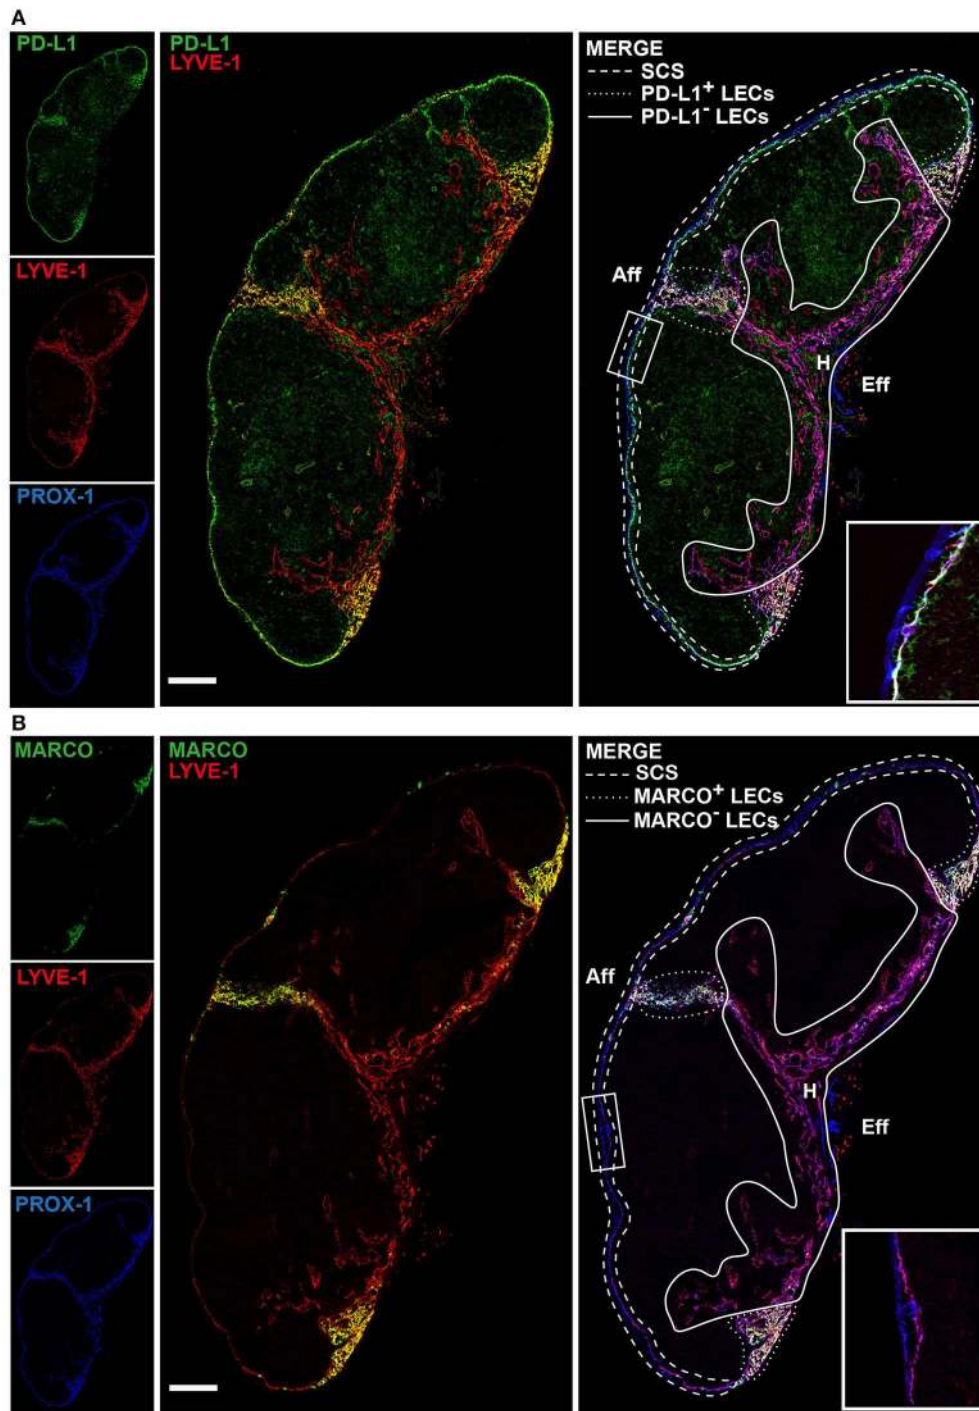 A
PD-L1
LYVE-1
PROX-1
PD-L1
LYVE-1
MERGE
SCS
PD-L1+ LECs
PD-L1- LECs
Aff
H
Eff
B
MARCO
LYVE-1
PROX-1
MARCO
LYVE-1
MERGE
SCS
MARCO+ LECs
MARCO- LECs
Aff
H
Eff